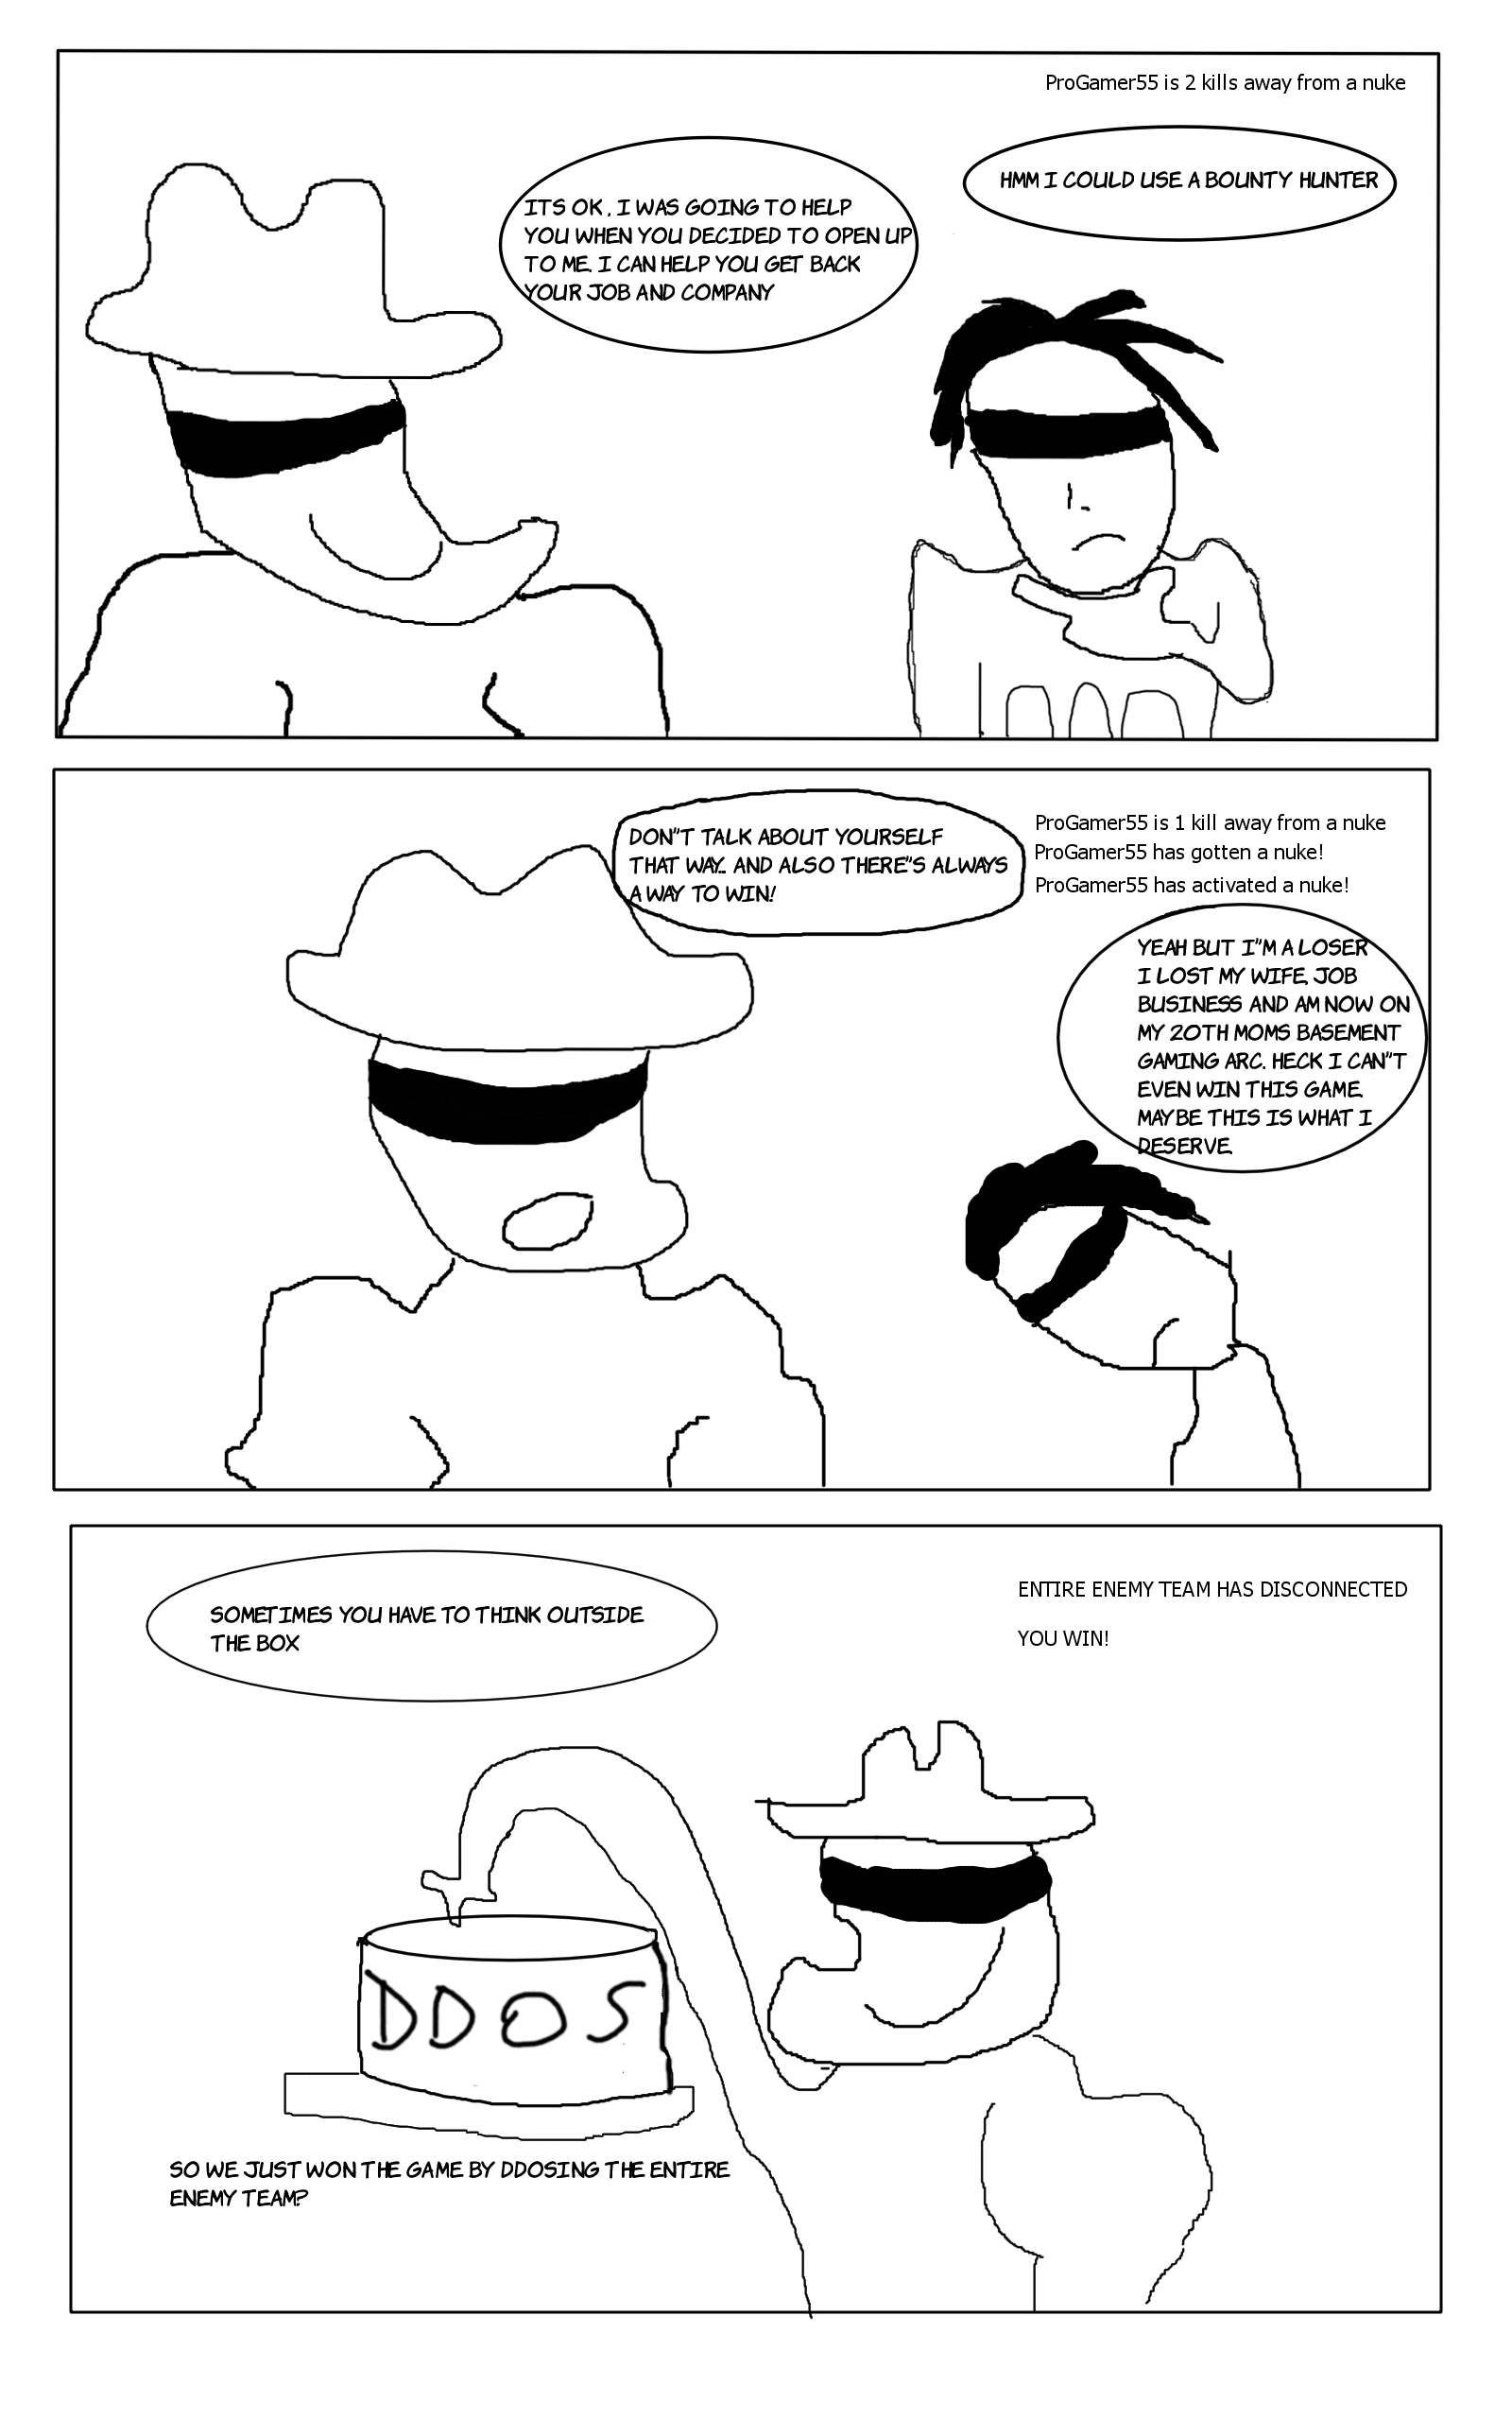 ProGamer55 is 2 kills away from a nuke
ITS OK . I WAS GOING TO HELP
YOU WHEN YOU DECIDED TO OPEN UP
TO ME. I CAN HELP YOU GET BACK
YOUR JOB AND COMPANY
HMM I COULD USE A BOUNTY HUNTER
DON"T TALK ABOUT YOURSELF
THAT WAY... AND ALSO THERE"S ALWAYS
A WAY TO WIN!
ProGamer55 is 1 kill away from a nuke
ProGamer55 has gotten a nuke!
ProGamer55 has activated a nuke!
YEAH BUT I"M A LOSER
I LOST MY WIFE, JOB
BUSINESS AND AM NOW ON
MY 20TH MOMS BASEMENT
GAMING ARC. HECK I CAN"T
EVEN WIN THIS GAME.
MAYBE THIS IS WHAT I
DESERVE.
SOMETIMES YOU HAVE TO THINK OUTSIDE
THE BOX
ENTIRE ENEMY TEAM HAS DISCONNECTED
YOU WIN!
DDOS
SO WE JUST WON THE GAME BY DDOSING THE ENTIRE
ENEMY TEAM?